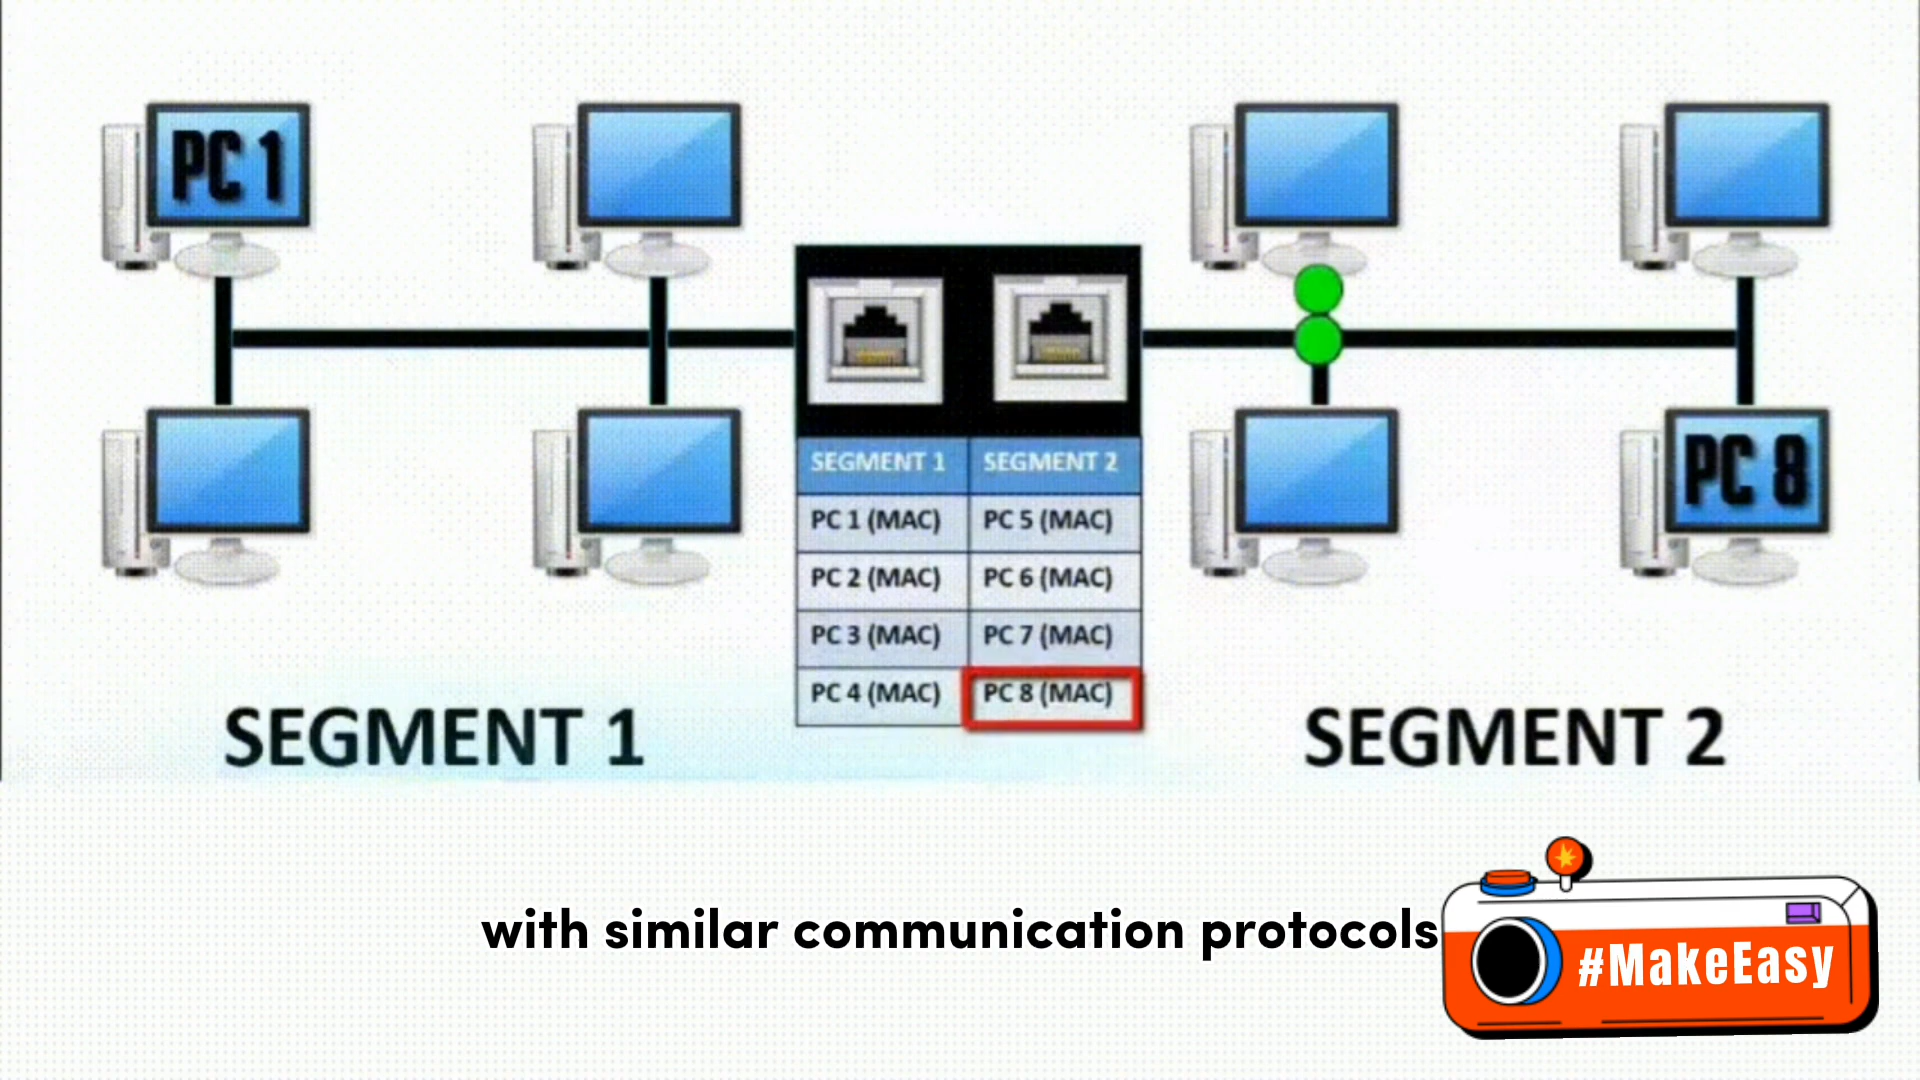 PC 1
SEGMENT 1 SEGMENT 2
PC 1 (MAC) PC 5 (MAC)
PC 2 (MAC) PC 6 (MAC)
PC 3 (MAC) PC 7 (MAC)
PC 4 (MAC) PC 8 (MAC)
PC 8
SEGMENT 1
SEGMENT 2
with similar communication protocols
#MakeEasy